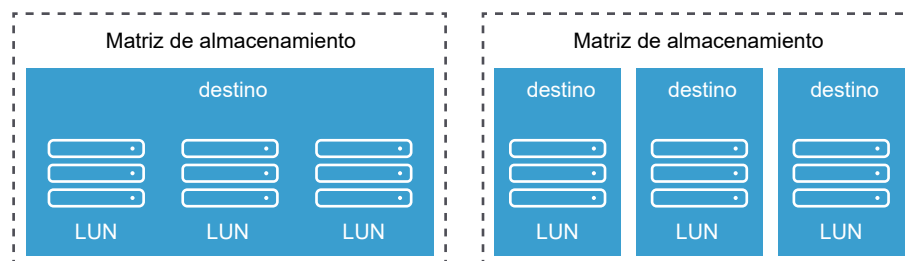 Matriz de almacenamiento
destino
LUN LUN LUN
Matriz de almacenamiento
destino destino destino
LUN LUN LUN